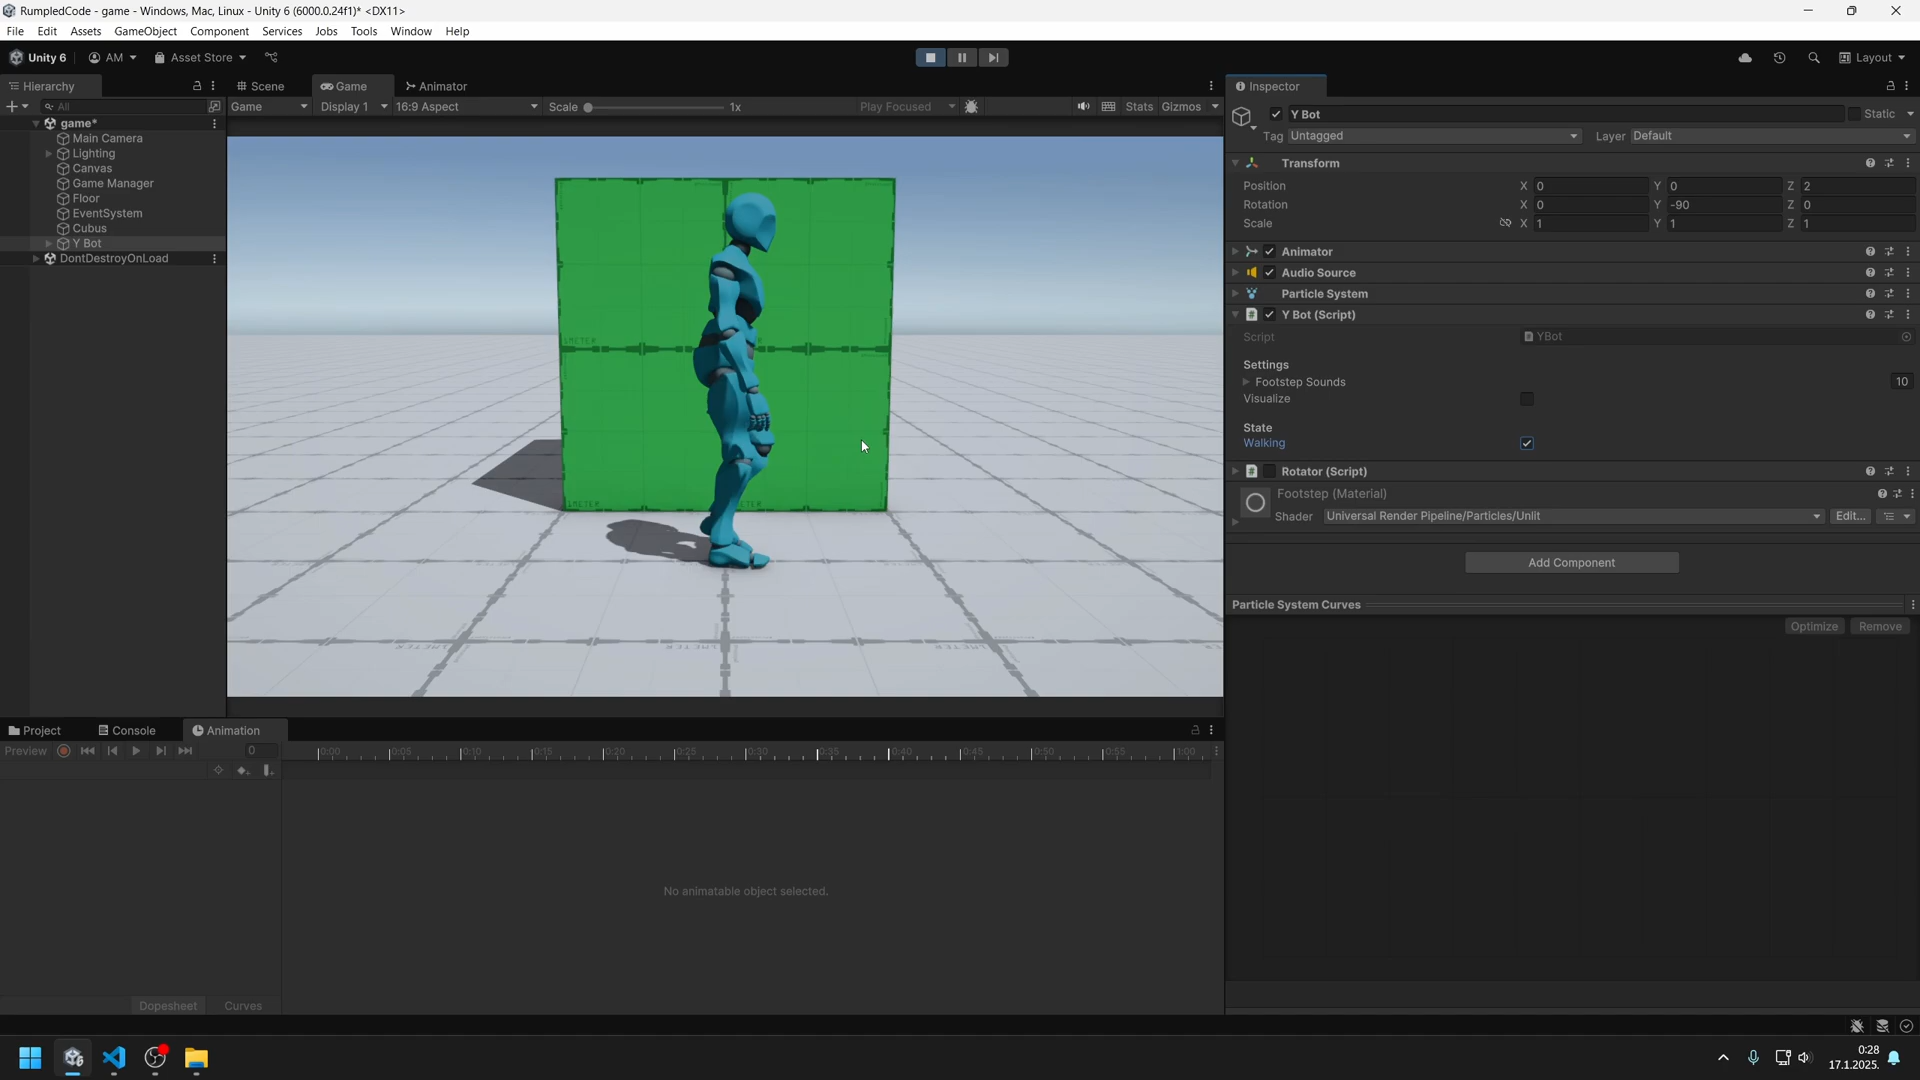 RumpledCode - game - Windows, Mac, Linux - Unity 6 (6000.0.24f1)* <DX11>
File Edit Assets GameObject Component Services Jobs Tools Window Help
Unity 6 AM Asset Store Layout
Hierarchy Scene Game Animator Inspector
All Game Display 1 16:9 Aspect Scale 1x Play Focused Stats Gizmos
Y Bot Static
Tag Untagged Layer Default
game*
Main Camera
Lighting
Canvas
Game Manager
Floor
EventSystem
Cubus
Y Bot
DontDestroyOnLoad
Transform
Position X 0 Y 0 Z 2
Rotation X 0 Y -90 Z 0
Scale X 1 Y 1 Z 1
Animator
Audio Source
Particle System
Y Bot (Script)
Script YBot
Settings
Footstep Sounds 10
Visualize
State
Walking
Rotator (Script)
Footstep (Material)
Shader Universal Render Pipeline/Particles/Unlit Edit...
Add Component
Particle System Curves
Optimize Remove
Project Console Animation
Preview 0 0:00 0:05 0:10 0:15 0:20 0:25 0:30 0:35 0:40 0:45 0:50 0:55 1:00
No animatable object selected.
Dopesheet Curves
0:28
17.1.2025.